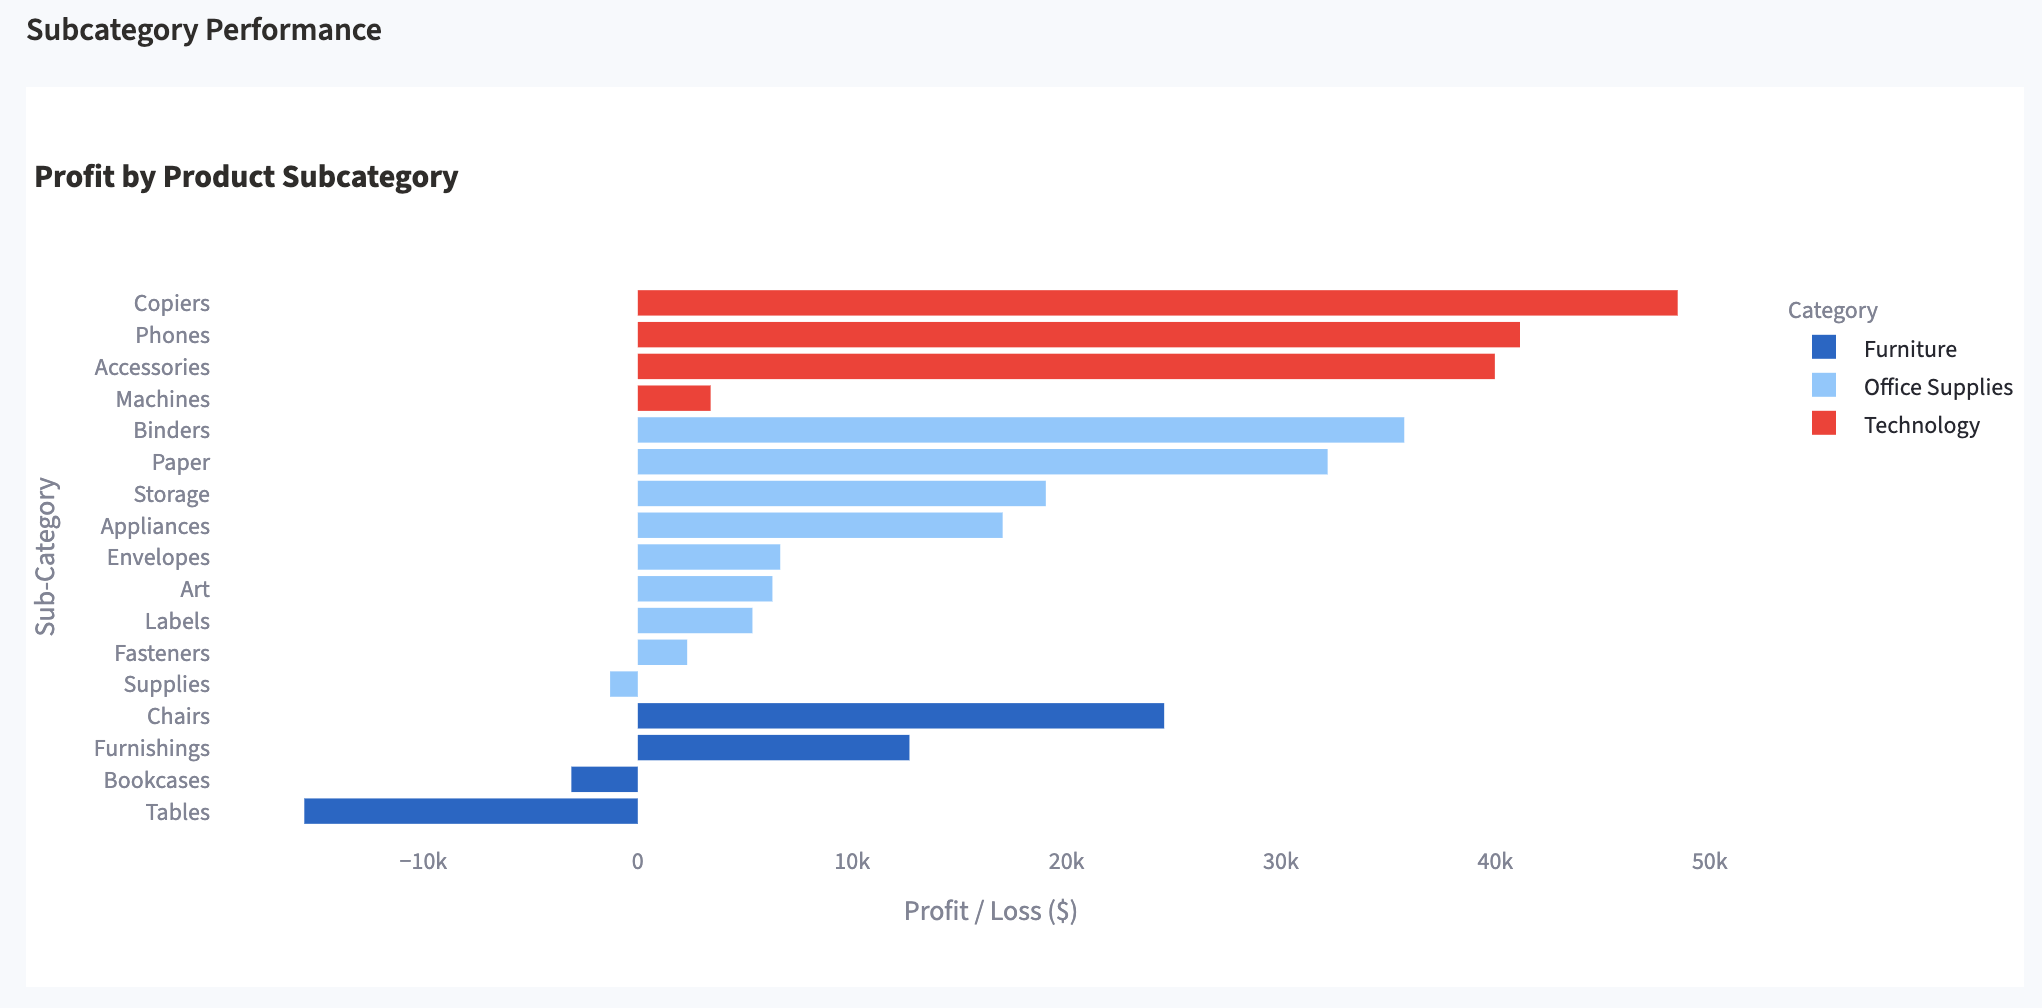 Subcategory Performance
Profit by Product Subcategory
Sub-Category
Copiers
Phones
Accessories
Machines
Binders
Paper
Storage
Appliances
Envelopes
Art
Labels
Fasteners
Supplies
Chairs
Furnishings
Bookcases
Tables
−10k 0 10k 20k 30k 40k 50k
Profit / Loss ($)
Category
Furniture
Office Supplies
Technology